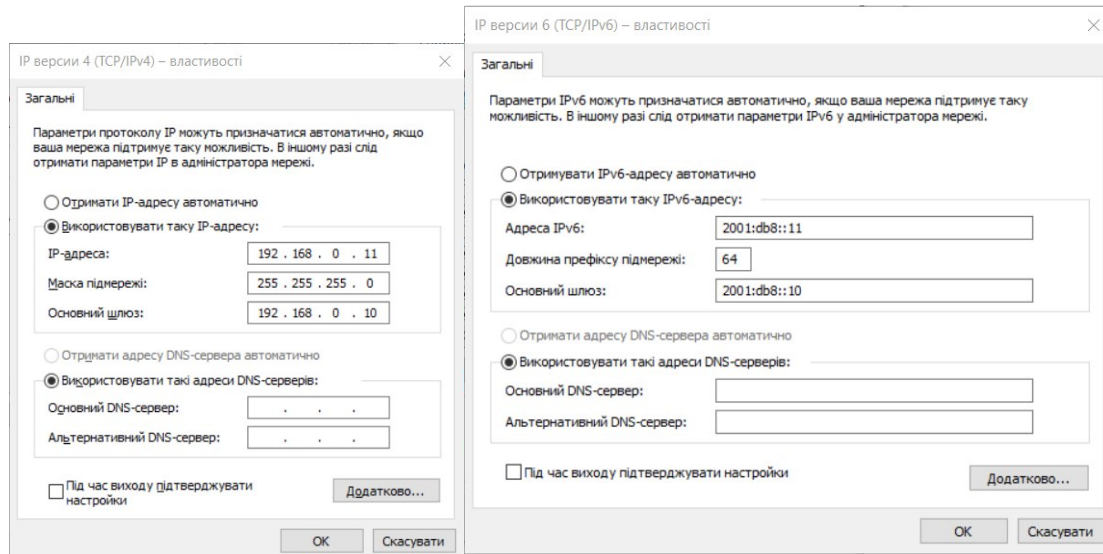 IP версии 4 (TCP/IPv4) – властивості
Загальні
Параметри протоколу IP можуть призначатися автоматично, якщо
ваша мережа підтримує таку можливість. В іншому разі слід
отримати параметри IP в адміністратора мережі.
Отримати IP-адресу автоматично
Використовувати таку IP-адресу:
IP-адреса: 192 . 168 . 0 . 11
Маска підмережі: 255 . 255 . 255 . 0
Основний шлюз: 192 . 168 . 0 . 10
Отримати адресу DNS-сервера автоматично
Використовувати такі адреси DNS-серверів:
Основний DNS-сервер: . . .
Альтернативний DNS-сервер: . . .
Під час виходу підтверджувати
настройки
Додатково...
OK Скасувати
IP версии 6 (TCP/IPv6) – властивості
Загальні
Параметри IPv6 можуть призначатися автоматично, якщо ваша мережа підтримує таку
можливість. В іншому разі слід отримати параметри IPv6 у адміністратора мережі.
Отримувати IPv6-адресу автоматично
Використовувати таку IPv6-адресу:
Адреса IPv6: 2001:db8::11
Довжина префіксу підмережі: 64
Основний шлюз: 2001:db8::10
Отримати адресу DNS-сервера автоматично
Використовувати такі адреси DNS-серверів:
Основний DNS-сервер:
Альтернативний DNS-сервер:
Під час виходу підтверджувати настройки
Додатково...
OK Скасувати